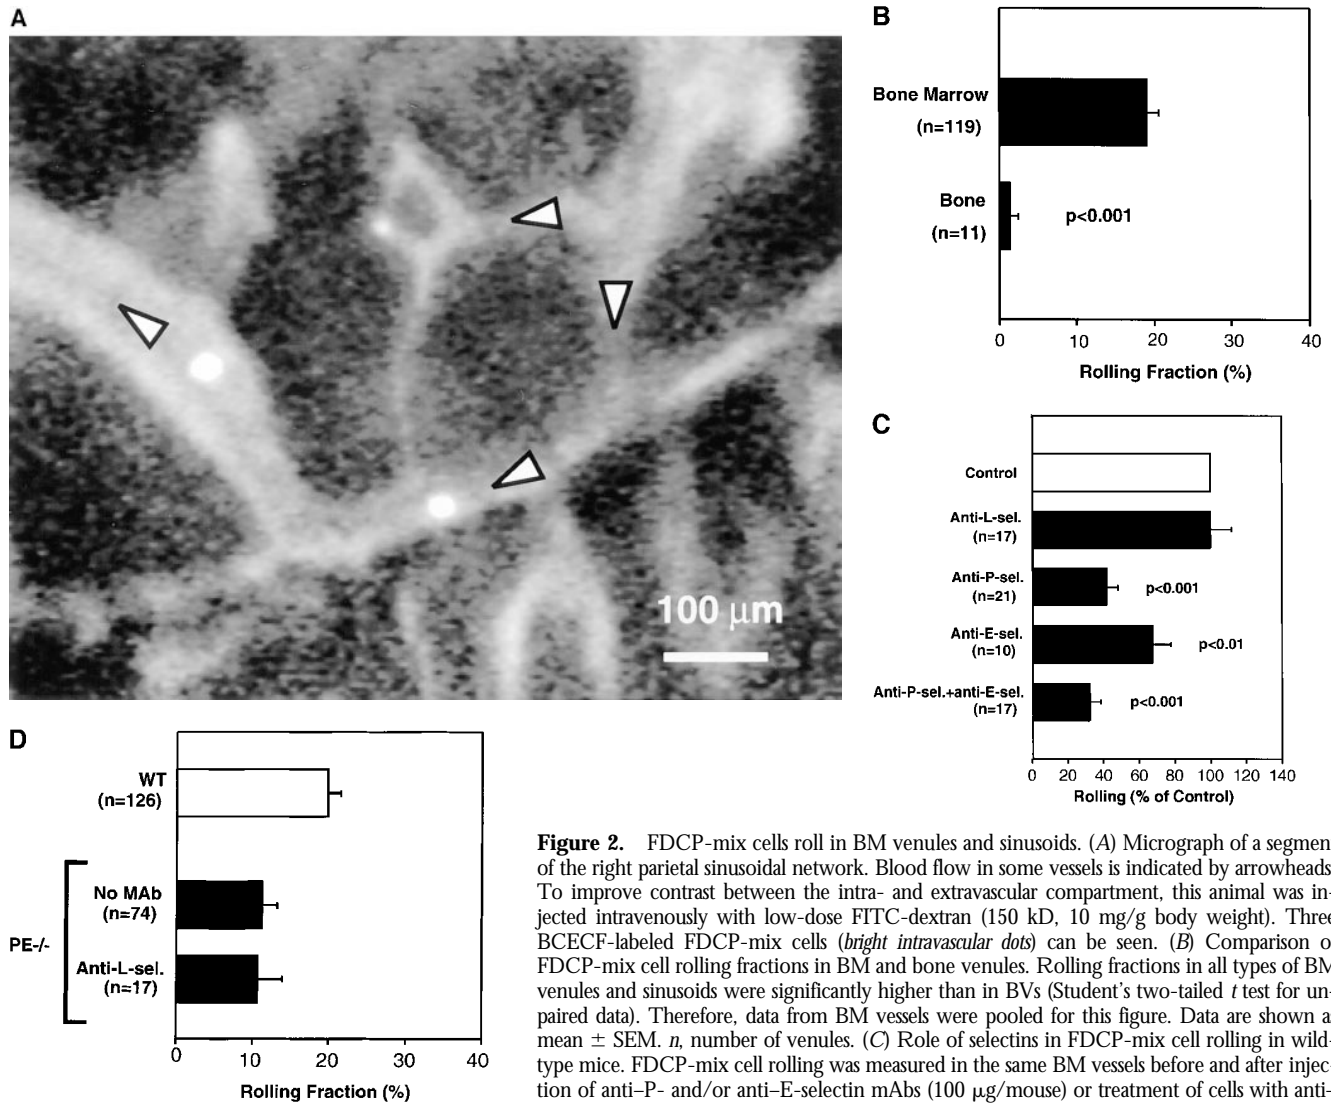 A
100 μm
B
Bone Marrow
(n=119)
Bone
(n=11)
p<0.001
0 10 20 30 40
Rolling Fraction (%)
C
Control
Anti-L-sel.
(n=17)
Anti-P-sel.
(n=21)
p<0.001
Anti-E-sel.
(n=10)
p<0.01
Anti-P-sel.+anti-E-sel.
(n=17)
p<0.001
0 20 40 60 80 100 120 140
Rolling (% of Control)
D
WT
(n=126)
PE-/-
No MAb
(n=74)
Anti-L-sel.
(n=17)
0 10 20 30 40
Rolling Fraction (%)
Figure 2. FDCP-mix cells roll in BM venules and sinusoids. (A) Micrograph of a segmen
of the right parietal sinusoidal network. Blood flow in some vessels is indicated by arrowheads
To improve contrast between the intra- and extravascular compartment, this animal was in-
jected intravenously with low-dose FITC-dextran (150 kD, 10 mg/g body weight). Three
BCECF-labeled FDCP-mix cells (bright intravascular dots) can be seen. (B) Comparison o
FDCP-mix cell rolling fractions in BM and bone venules. Rolling fractions in all types of BM
venules and sinusoids were significantly higher than in BVs (Student's two-tailed t test for un-
paired data). Therefore, data from BM vessels were pooled for this figure. Data are shown a
mean ± SEM. n, number of venules. (C) Role of selectins in FDCP-mix cell rolling in wild-
type mice. FDCP-mix cell rolling was measured in the same BM vessels before and after injec-
tion of anti–P- and/or anti–E-selectin mAbs (100 μg/mouse) or treatment of cells with anti-